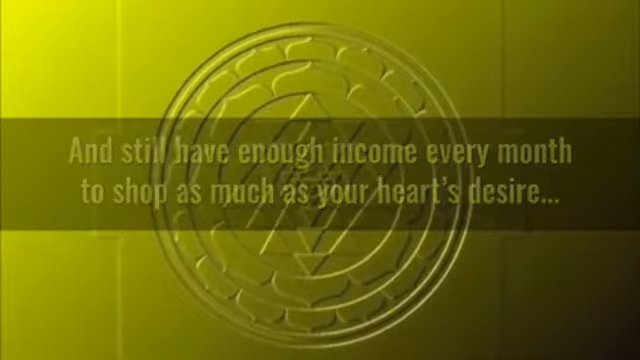 And still have enough income every month
to shop as much as your heart's desire...